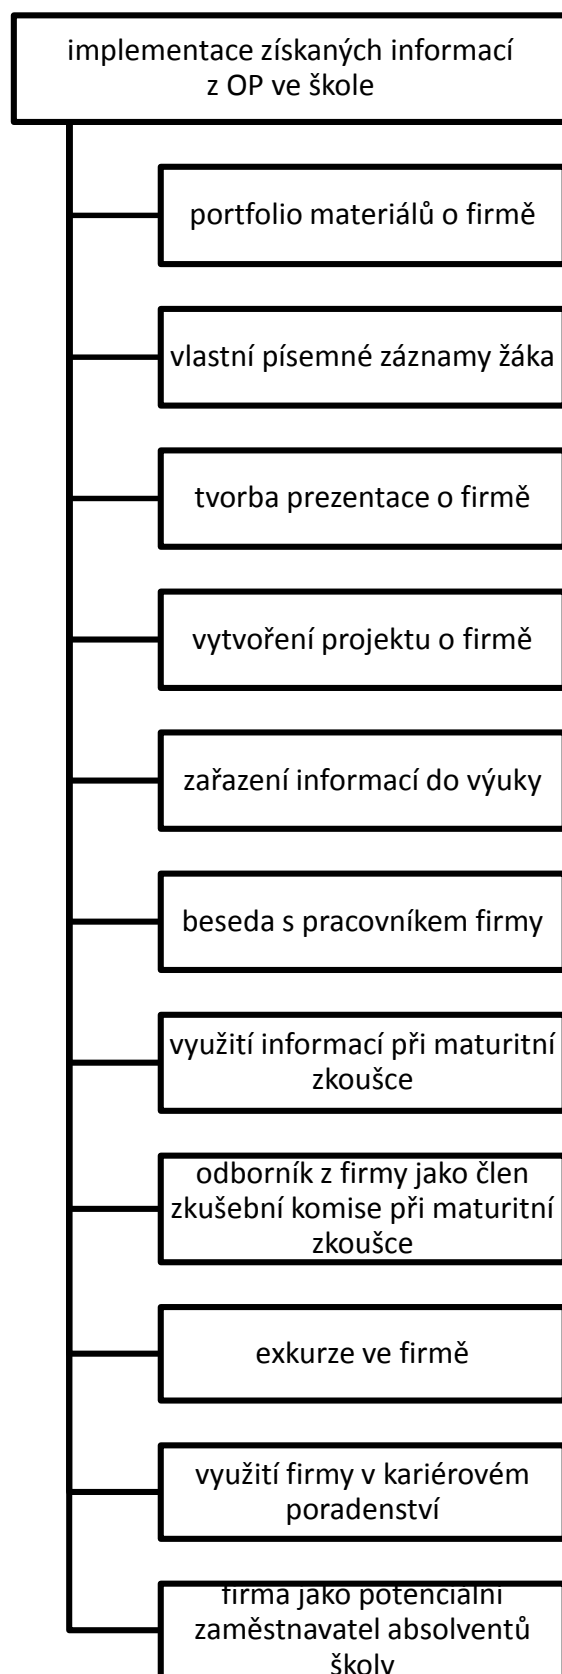 implementace získaných informací
z OP ve škole
portfolio materiálů o firmě
vlastní písemné záznamy žáka
tvorba prezentace o firmě
vytvoření projektu o firmě
zařazení informací do výuky
beseda s pracovníkem firmy
využití informací při maturitní
zkoušce
odborník z firmy jako člen
zkušební komise při maturitní
zkoušce
exkurze ve firmě
využití firmy v kariérovém
poradenství
firma jako potenciální
zaměstnavatel absolventů
školy